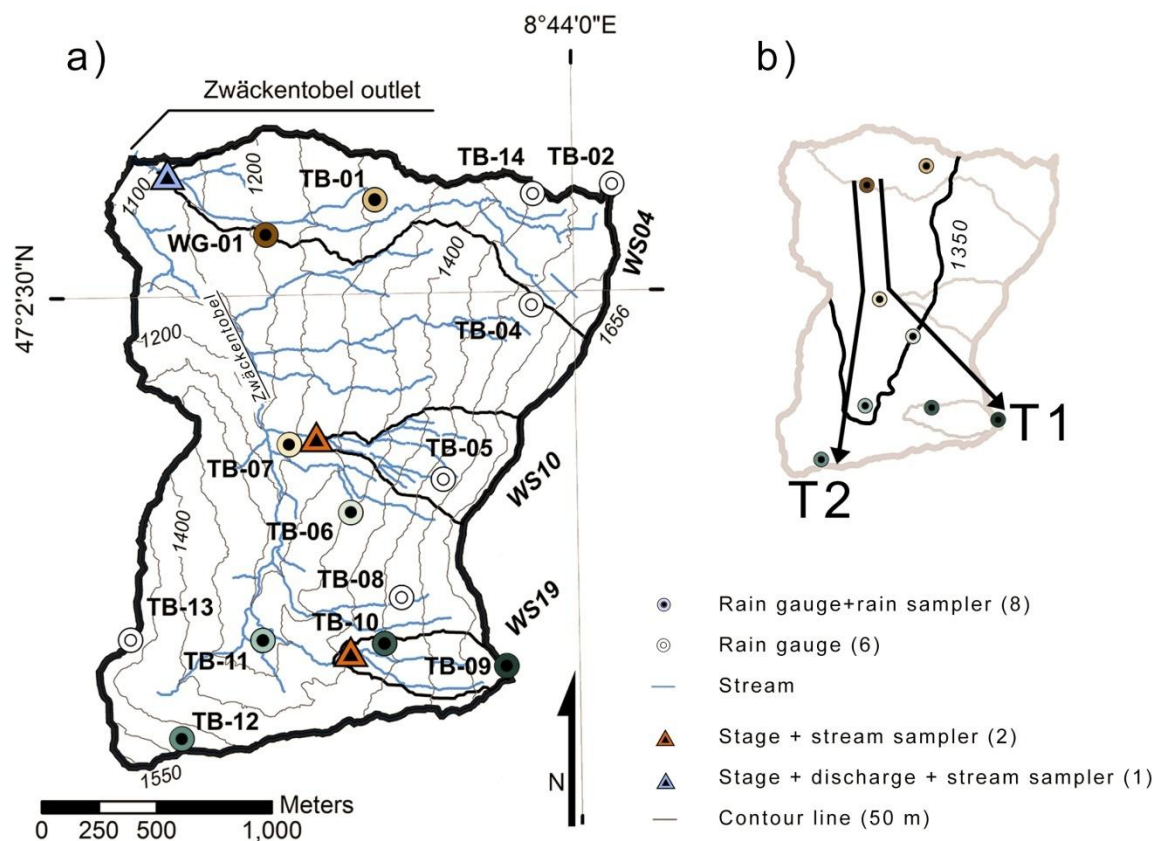 8°44'0"E
a)
b)
Zwäckentobel outlet
TB-14
TB-02
1200
TB-01
1100
WG-01
1400
WS04
1350
47°2'30"N
Zwäckentobel
TB-04
1656
1200
TB-05
TB-07
WS10
T1
T2
TB-06
1400
TB-08
TB-13
TB-10
WS19
TB-11
TB-09
TB-12
1550
N
Meters
0 250 500 1,000
Rain gauge+rain sampler (8)
Rain gauge (6)
Stream
Stage + stream sampler (2)
Stage + discharge + stream sampler (1)
Contour line (50 m)